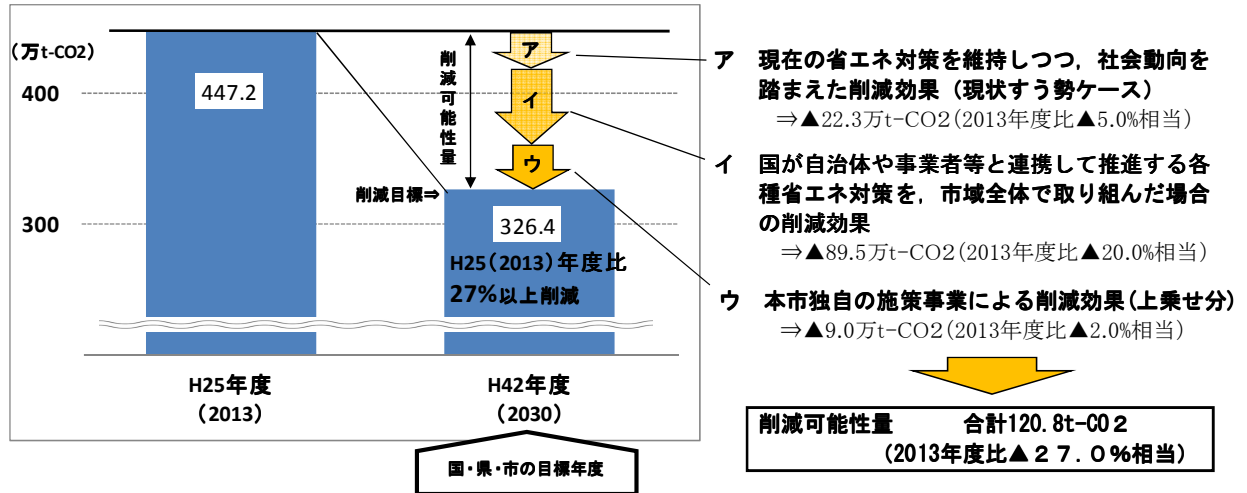 (万t-CO2)
400
300
447.2
H25年度
(2013)
削減可能性量
削減目標⇒
ア
イ
ウ
326.4
H25(2013)年度比
27%以上削減
H42年度
(2030)
国・県・市の目標年度
ア 現在の省エネ対策を維持しつつ，社会動向を
踏まえた削減効果（現状すう勢ケース）
⇒▲22.3万t-CO2(2013年度比▲5.0%相当)
イ 国が自治体や事業者等と連携して推進する各
種省エネ対策を，市域全体で取り組んだ場合
の削減効果
⇒▲89.5万t-CO2(2013年度比▲20.0%相当)
ウ 本市独自の施策事業による削減効果(上乗せ分)
⇒▲9.0万t-CO2(2013年度比▲2.0%相当)
削減可能性量 合計120.8t-CO2
(2013年度比▲２７．０%相当)